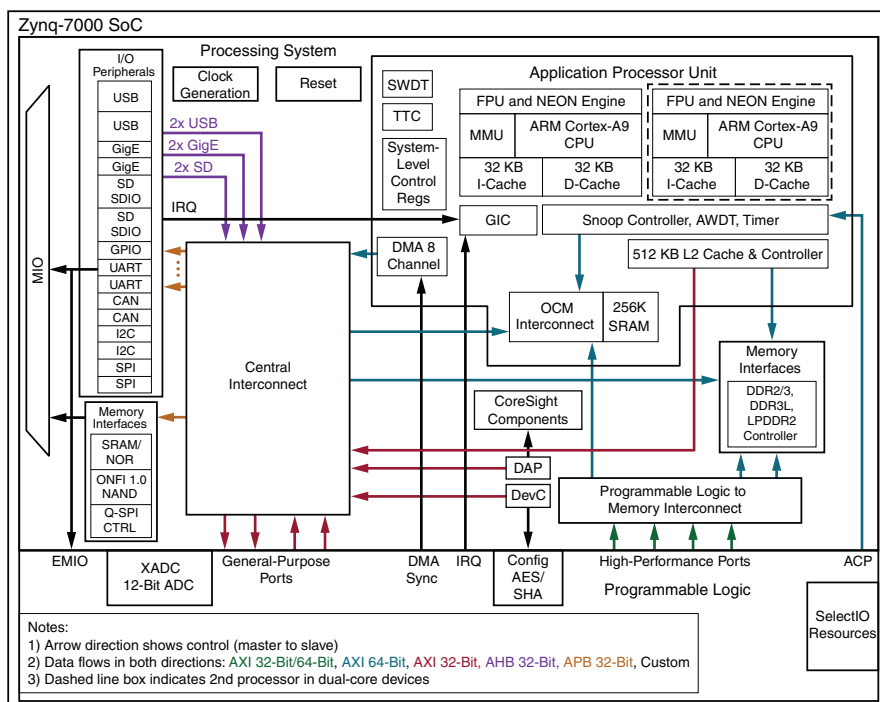 Zynq-7000 SoC
Processing System
I/O
Peripherals
USB
USB
GigE
GigE
SD
SDIO
SD
SDIO
GPIO
UART
UART
CAN
CAN
I2C
I2C
SPI
SPI
MIO
Clock
Generation
Reset
2x USB
2x GigE
2x SD
IRQ
Application Processor Unit
SWDT
TTC
System-
Level
Control
Regs
FPU and NEON Engine
MMU
ARM Cortex-A9
CPU
32 KB
I-Cache
32 KB
D-Cache
FPU and NEON Engine
MMU
ARM Cortex-A9
CPU
32 KB
I-Cache
32 KB
D-Cache
GIC
Snoop Controller, AWDT, Timer
DMA 8
Channel
512 KB L2 Cache & Controller
OCM
Interconnect
256K
SRAM
Central
Interconnect
Memory
Interfaces
DDR2/3,
DDR3L,
LPDDR2
Controller
CoreSight
Components
DAP
DevC
Programmable Logic to
Memory Interconnect
Memory
Interfaces
SRAM/
NOR
ONFI 1.0
NAND
Q-SPI
CTRL
EMIO
XADC
12-Bit ADC
General-Purpose
Ports
DMA
Sync
IRQ
Config
AES/
SHA
High-Performance Ports
ACP
Programmable Logic
SelectIO
Resources
Notes:
1) Arrow direction shows control (master to slave)
2) Data flows in both directions: AXI 32-Bit/64-Bit, AXI 64-Bit, AXI 32-Bit, AHB 32-Bit, APB 32-Bit, Custom
3) Dashed line box indicates 2nd processor in dual-core devices